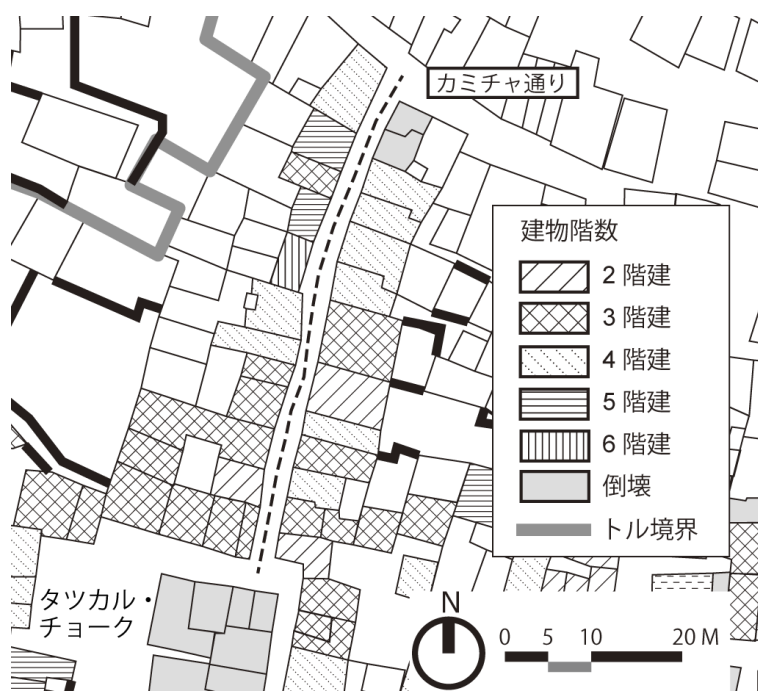 カミチャ通り
建物階数
2 階建
3 階建
4 階建
5 階建
6 階建
倒壊
トル境界
タツカル・
チョーク
N
0 5 10 20 M